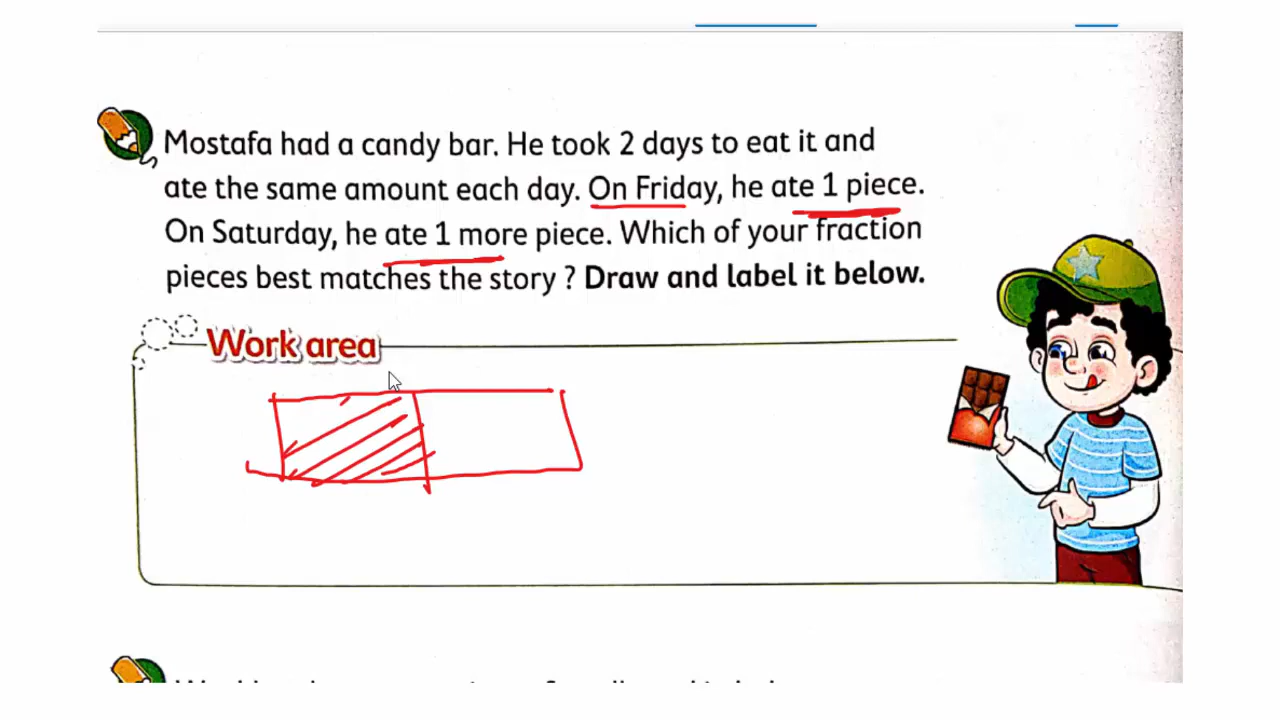 Mostafa had a candy bar. He took 2 days to eat it and
ate the same amount each day. On Friday, he ate 1 piece.
On Saturday, he ate 1 more piece. Which of your fraction
pieces best matches the story ? Draw and label it below.
Work area